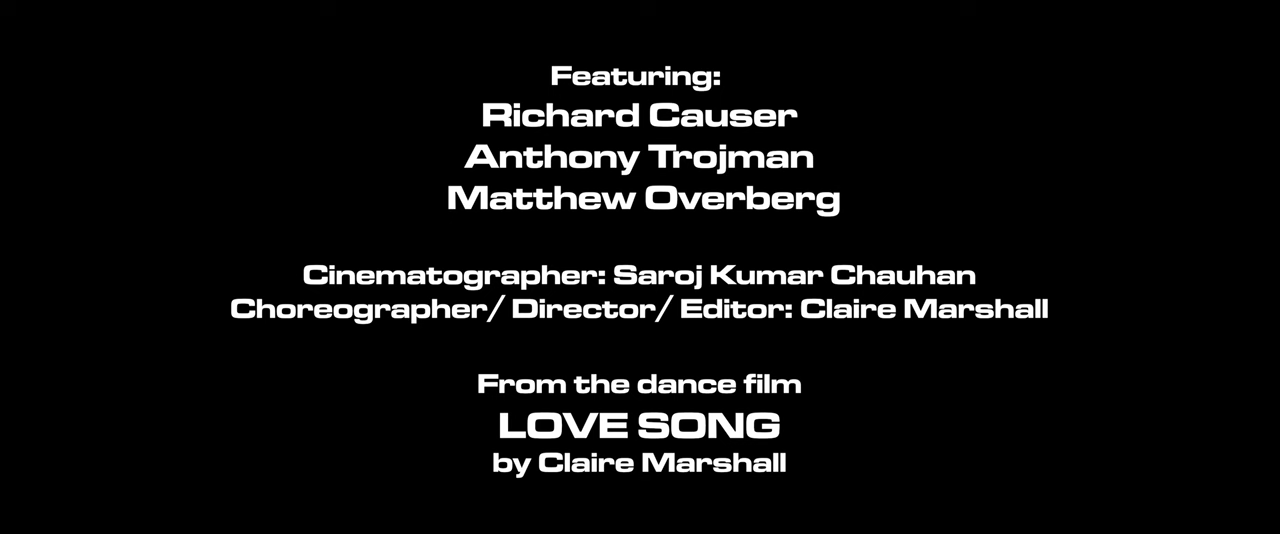 Featuring:
Richard Causer
Anthony Trojman
Matthew Overberg
Cinematographer: Saroj Kumar Chauhan
Choreographer/ Director/ Editor: Claire Marshall
From the dance film
LOVE SONG
by Claire Marshall